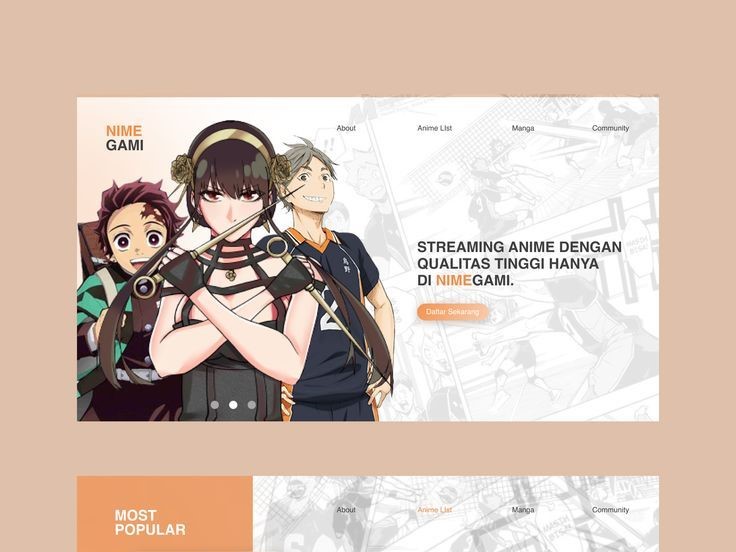 NIME
GAMI
About
Anime LIst
Manga
Community
STREAMING ANIME DENGAN
QUALITAS TINGGI HANYA
DI NIMEGAMI.
Daftar Sekarang
MOST
POPULAR
About
Anime LIst
Manga
Community